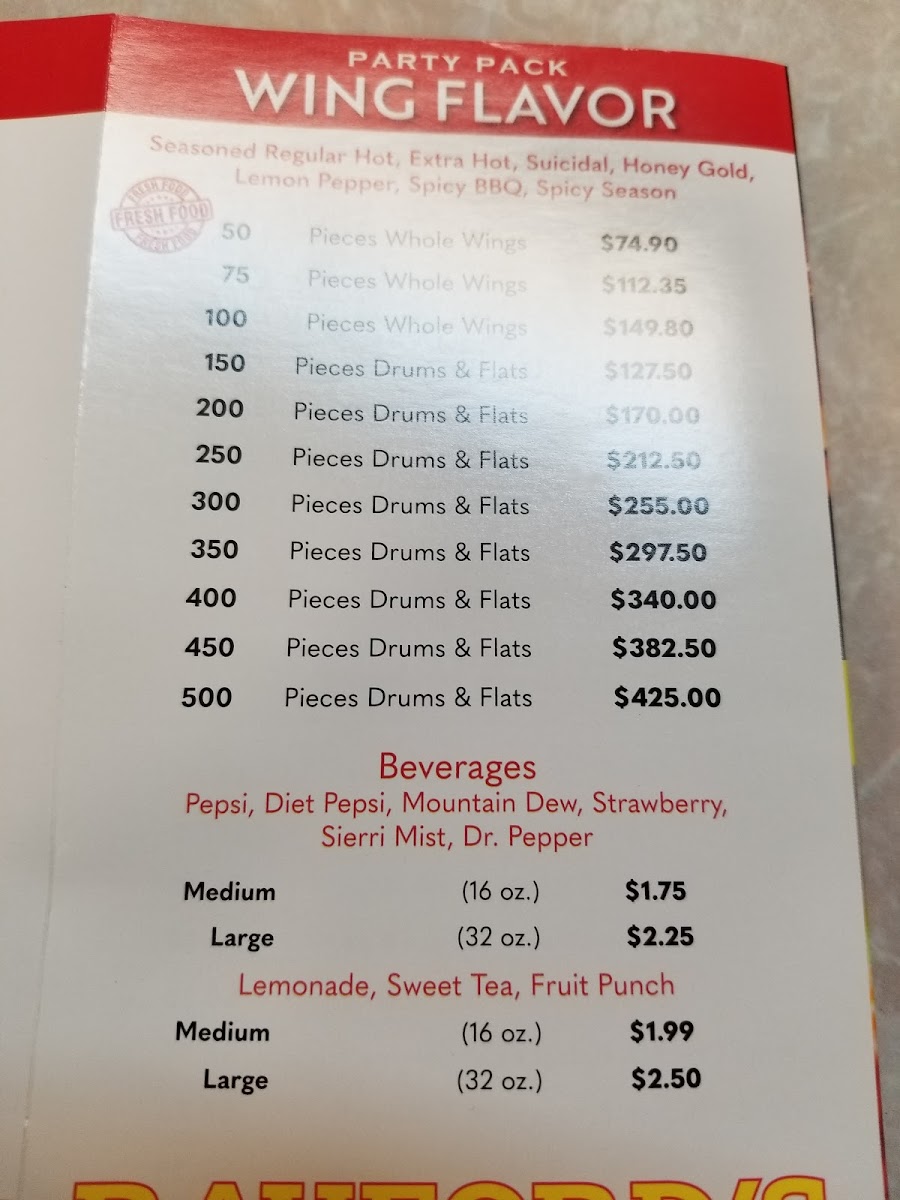 PARTY PACK
WING FLAVOR
Seasoned Regular Hot, Extra Hot, Suicidal, Honey Gold,
Lemon Pepper, Spicy BBQ, Spicy Season
FRESH FOOD
FRESH FOOD
FRESH FOOD
50 Pieces Whole Wings $74.90
75 Pieces Whole Wings $112.35
100 Pieces Whole Wings $149.80
150 Pieces Drums & Flats $127.50
200 Pieces Drums & Flats $170.00
250 Pieces Drums & Flats $212.50
300 Pieces Drums & Flats $255.00
350 Pieces Drums & Flats $297.50
400 Pieces Drums & Flats $340.00
450 Pieces Drums & Flats $382.50
500 Pieces Drums & Flats $425.00
Beverages
Pepsi, Diet Pepsi, Mountain Dew, Strawberry,
Sierri Mist, Dr. Pepper
Medium (16 oz.) $1.75
Large (32 oz.) $2.25
Lemonade, Sweet Tea, Fruit Punch
Medium (16 oz.) $1.99
Large (32 oz.) $2.50